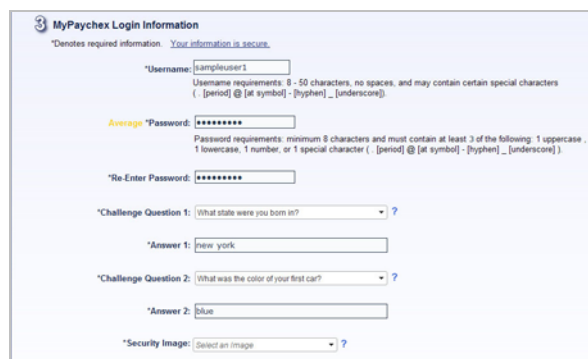 3 MyPaychex Login Information
*Denotes required information. Your information is secure.
*Username: sampleuser1
Username requirements: 8 - 50 characters, no spaces, and may contain certain special characters
( . [period] @ [at symbol] - [hyphen] _ [underscore]).
Average *Password: •••••••••
Password requirements: minimum 8 characters and must contain at least 3 of the following: 1 uppercase ,
1 lowercase, 1 number, or 1 special character ( . [period] @ [at symbol] - [hyphen] _ [underscore] ).
*Re-Enter Password: •••••••••
*Challenge Question 1: What state were you born in? ?
*Answer 1: new york
*Challenge Question 2: What was the color of your first car? ?
*Answer 2: blue
*Security Image: Select an Image ?